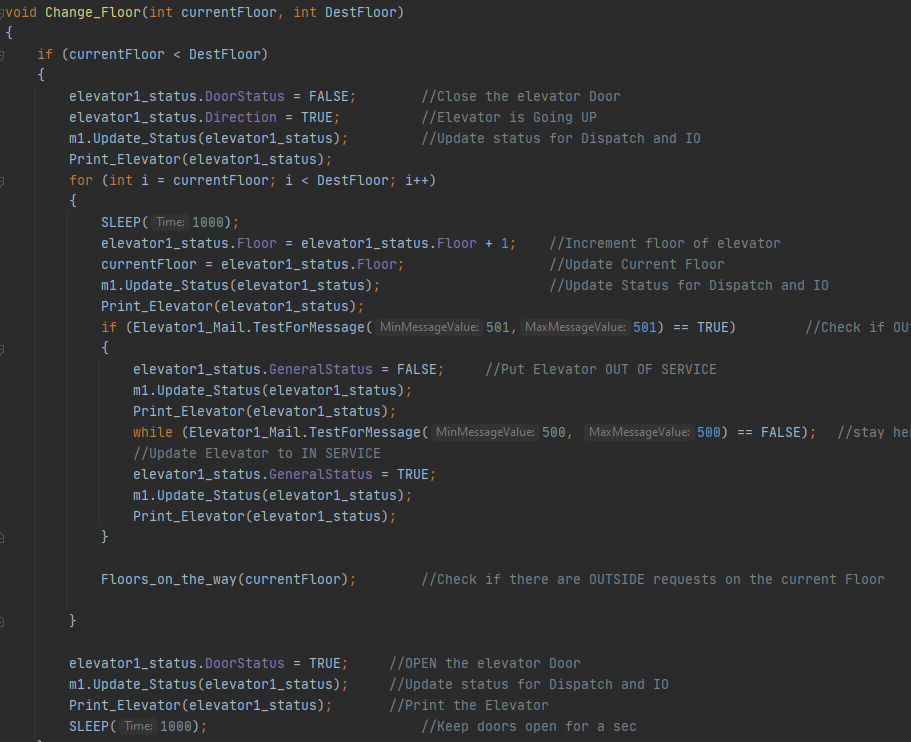 void Change_Floor(int currentFloor, int DestFloor)
{
if (currentFloor < DestFloor)
{
elevator1_status.DoorStatus = FALSE; //Close the elevator Door
elevator1_status.Direction = TRUE; //Elevator is Going UP
m1.Update_Status(elevator1_status); //Update status for Dispatch and IO
Print_Elevator(elevator1_status);
for (int i = currentFloor; i < DestFloor; i++)
{
SLEEP( Time: 1000);
elevator1_status.Floor = elevator1_status.Floor + 1; //Increment floor of elevator
currentFloor = elevator1_status.Floor; //Update Current Floor
m1.Update_Status(elevator1_status); //Update Status for Dispatch and IO
Print_Elevator(elevator1_status);
if (Elevator1_Mail.TestForMessage( MinMessageValue: 501, MaxMessageValue: 501) == TRUE) //Check if OU
{
elevator1_status.GeneralStatus = FALSE; //Put Elevator OUT OF SERVICE
m1.Update_Status(elevator1_status);
Print_Elevator(elevator1_status);
while (Elevator1_Mail.TestForMessage( MinMessageValue: 500, MaxMessageValue: 500) == FALSE); //stay he
//Update Elevator to IN SERVICE
elevator1_status.GeneralStatus = TRUE;
m1.Update_Status(elevator1_status);
Print_Elevator(elevator1_status);
}
Floors_on_the_way(currentFloor); //Check if there are OUTSIDE requests on the current Floor
}
elevator1_status.DoorStatus = TRUE; //OPEN the elevator Door
m1.Update_Status(elevator1_status); //Update status for Dispatch and IO
Print_Elevator(elevator1_status); //Print the Elevator
SLEEP( Time: 1000); //Keep doors open for a sec